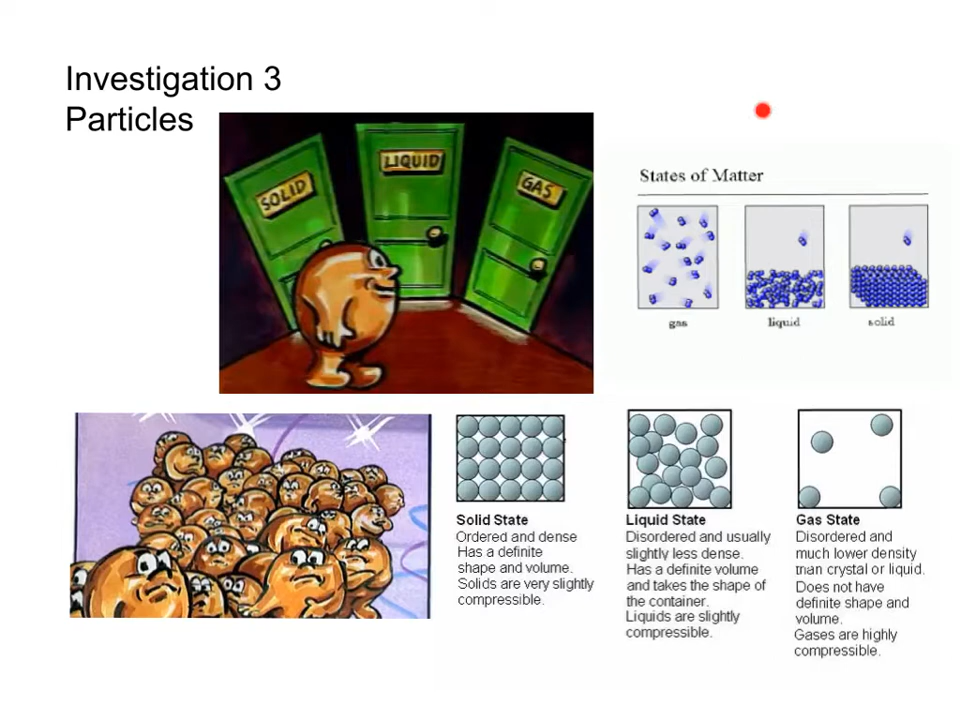 Investigation 3
Particles
SOLID
LIQUID
GAS
States of Matter
gas
liquid
solid
Solid State
Ordered and dense
Has a definite
shape and volume.
Solids are very slightly
compressible.
Liquid State
Disordered and usually
slightly less dense.
Has a definite volume
and takes the shape of
the container.
Liquids are slightly
compressible.
Gas State
Disordered and
much lower density
than crystal or liquid.
Does not have
definite shape and
volume.
Gases are highly
compressible.